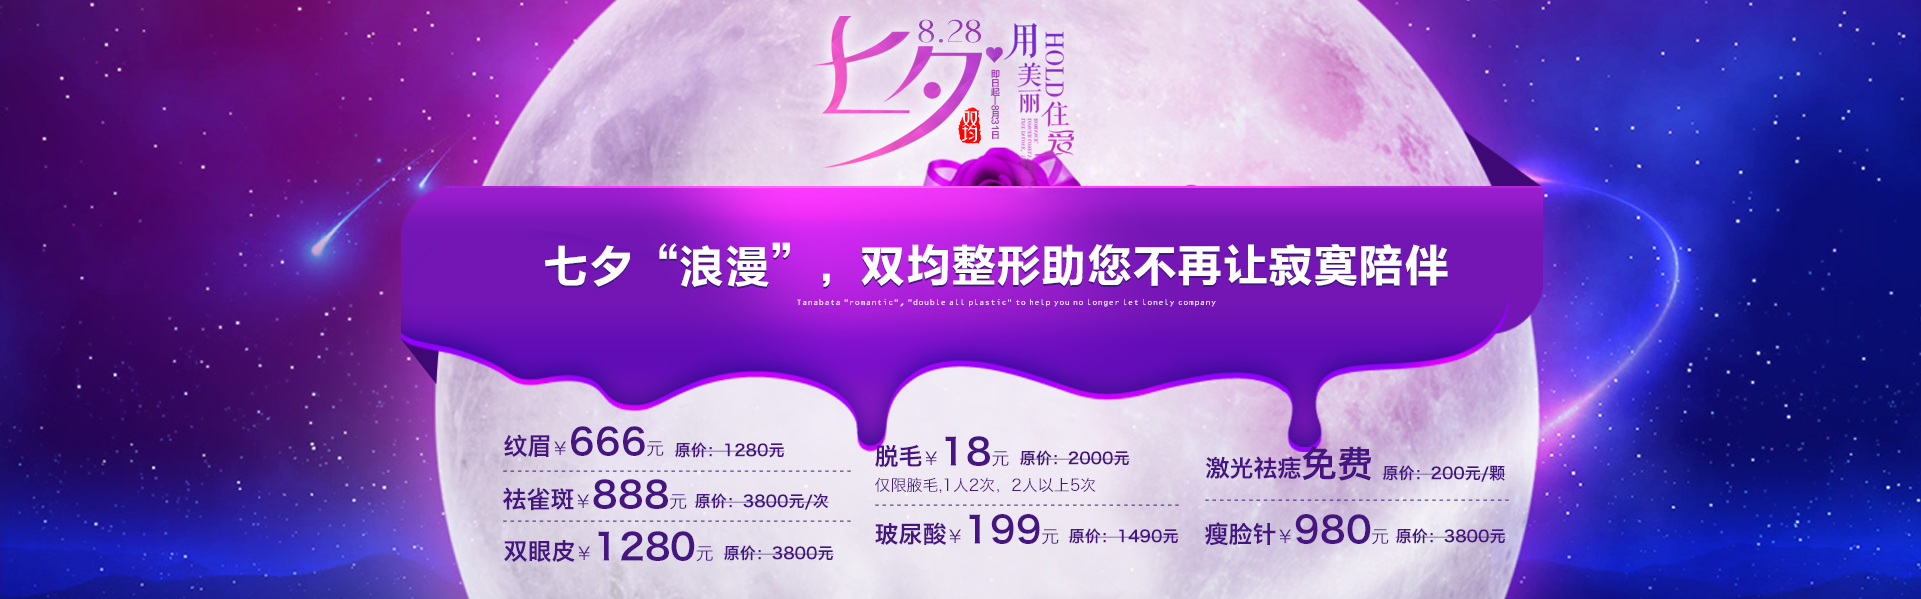 8.28
七夕
双均
即日起—8月31日
用美丽
HOLD住爱
七夕“浪漫”，双均整形助您不再让寂寞陪伴
Tanabata "romantic", "double all plastic" to help you no longer let lonely company
纹眉￥666元 原价：1280元
祛雀斑￥888元 原价：3800元/次
双眼皮￥1280元 原价：3800元
脱毛￥18元 原价：2000元
仅限腋毛,1人2次，2人以上5次
玻尿酸￥199元 原价：1490元
激光祛痣免费 原价：200元/颗
瘦脸针￥980元 原价：3800元